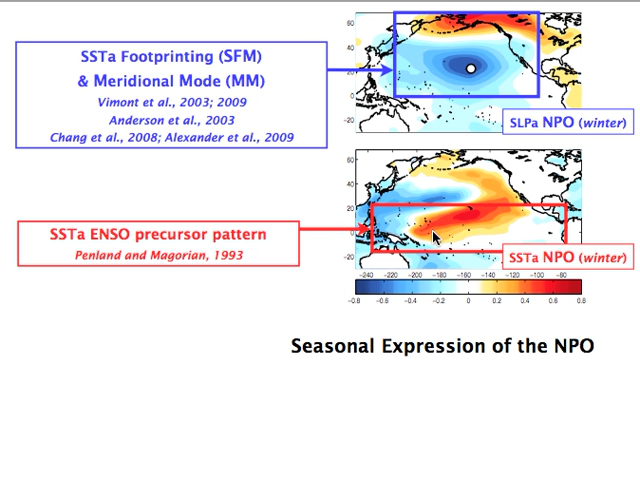 SSTa Footprinting (SFM)
& Meridional Mode (MM)
Vimont et al., 2003; 2009
Anderson et al., 2003
Chang et al., 2008; Alexander et al., 2009
60
40
20
0
-20
SLPa NPO (winter)
SSTa ENSO precursor pattern
Penland and Magorian, 1993
60
40
20
0
-20
SSTa NPO (winter)
-240 -220 -200 -180 -160 -140 -120 -100 -80
-0.8 -0.6 -0.4 -0.2 0 0.2 0.4 0.6 0.8
Seasonal Expression of the NPO